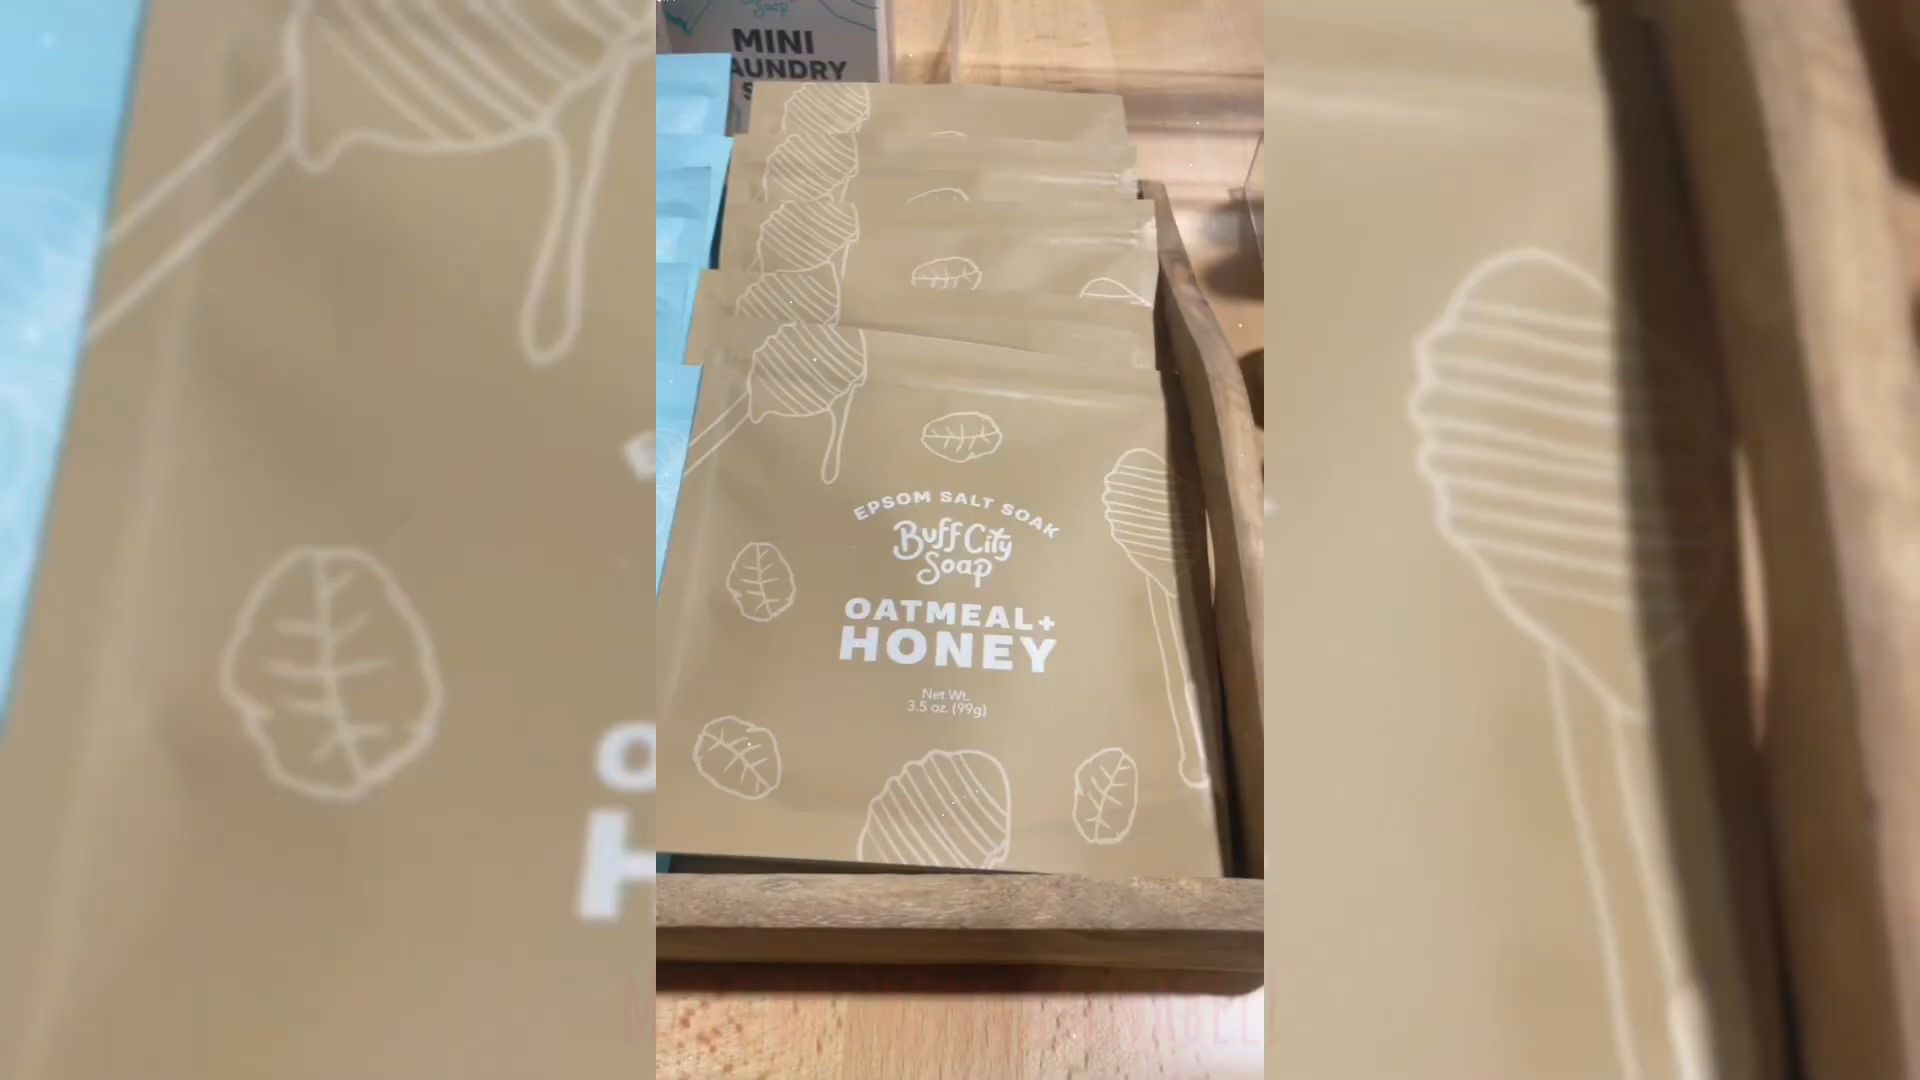 MINI
AUNDRY
EPSOM SALT SOAK
Buff City
Soap
OATMEAL+
HONEY
Net Wt.
3.5 oz. (99g)